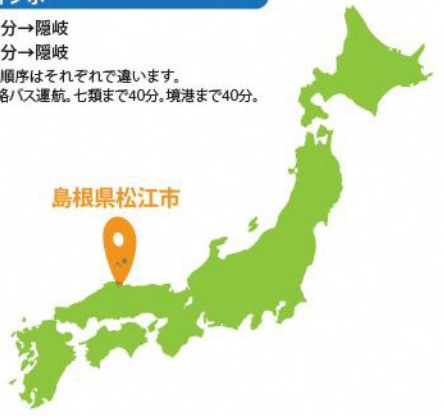 分→隠岐
分→隠岐
順序はそれぞれで違います。
絡バス運航。七類まで40分。境港まで40分。
島根県松江市